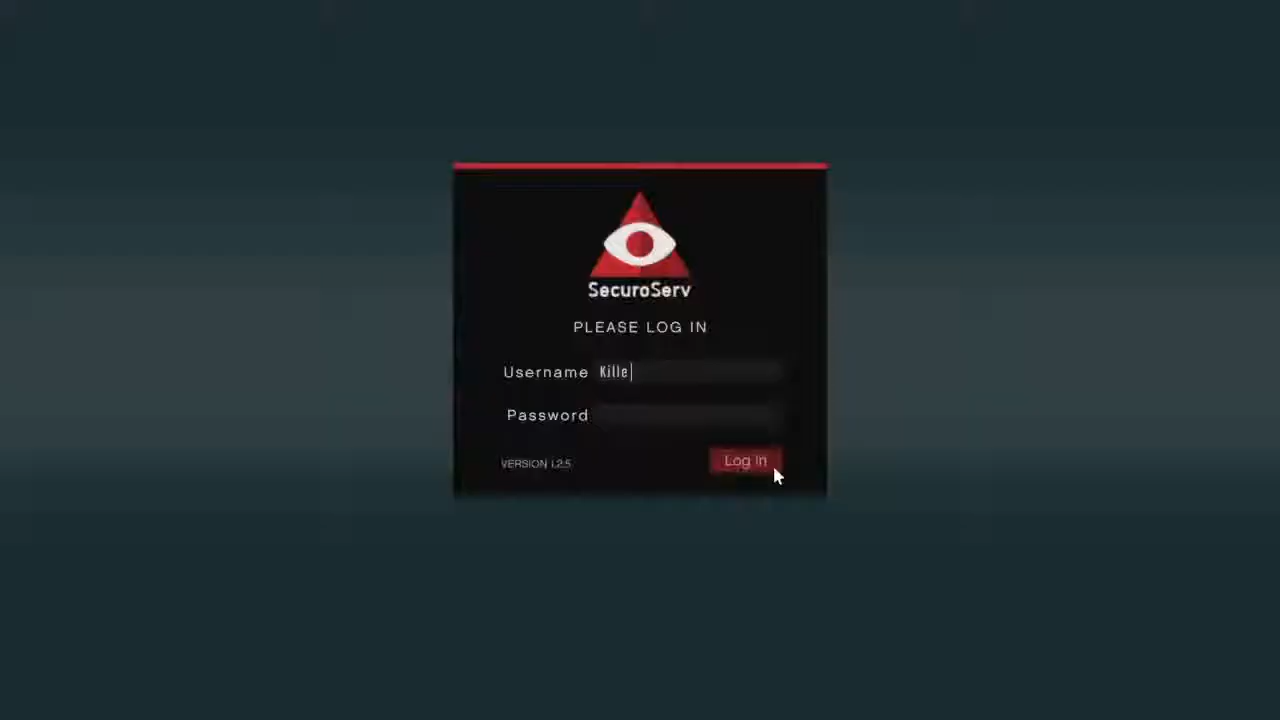 SecuroServ
PLEASE LOG IN
Username Kille
Password
VERSION 1.2.5 Log In